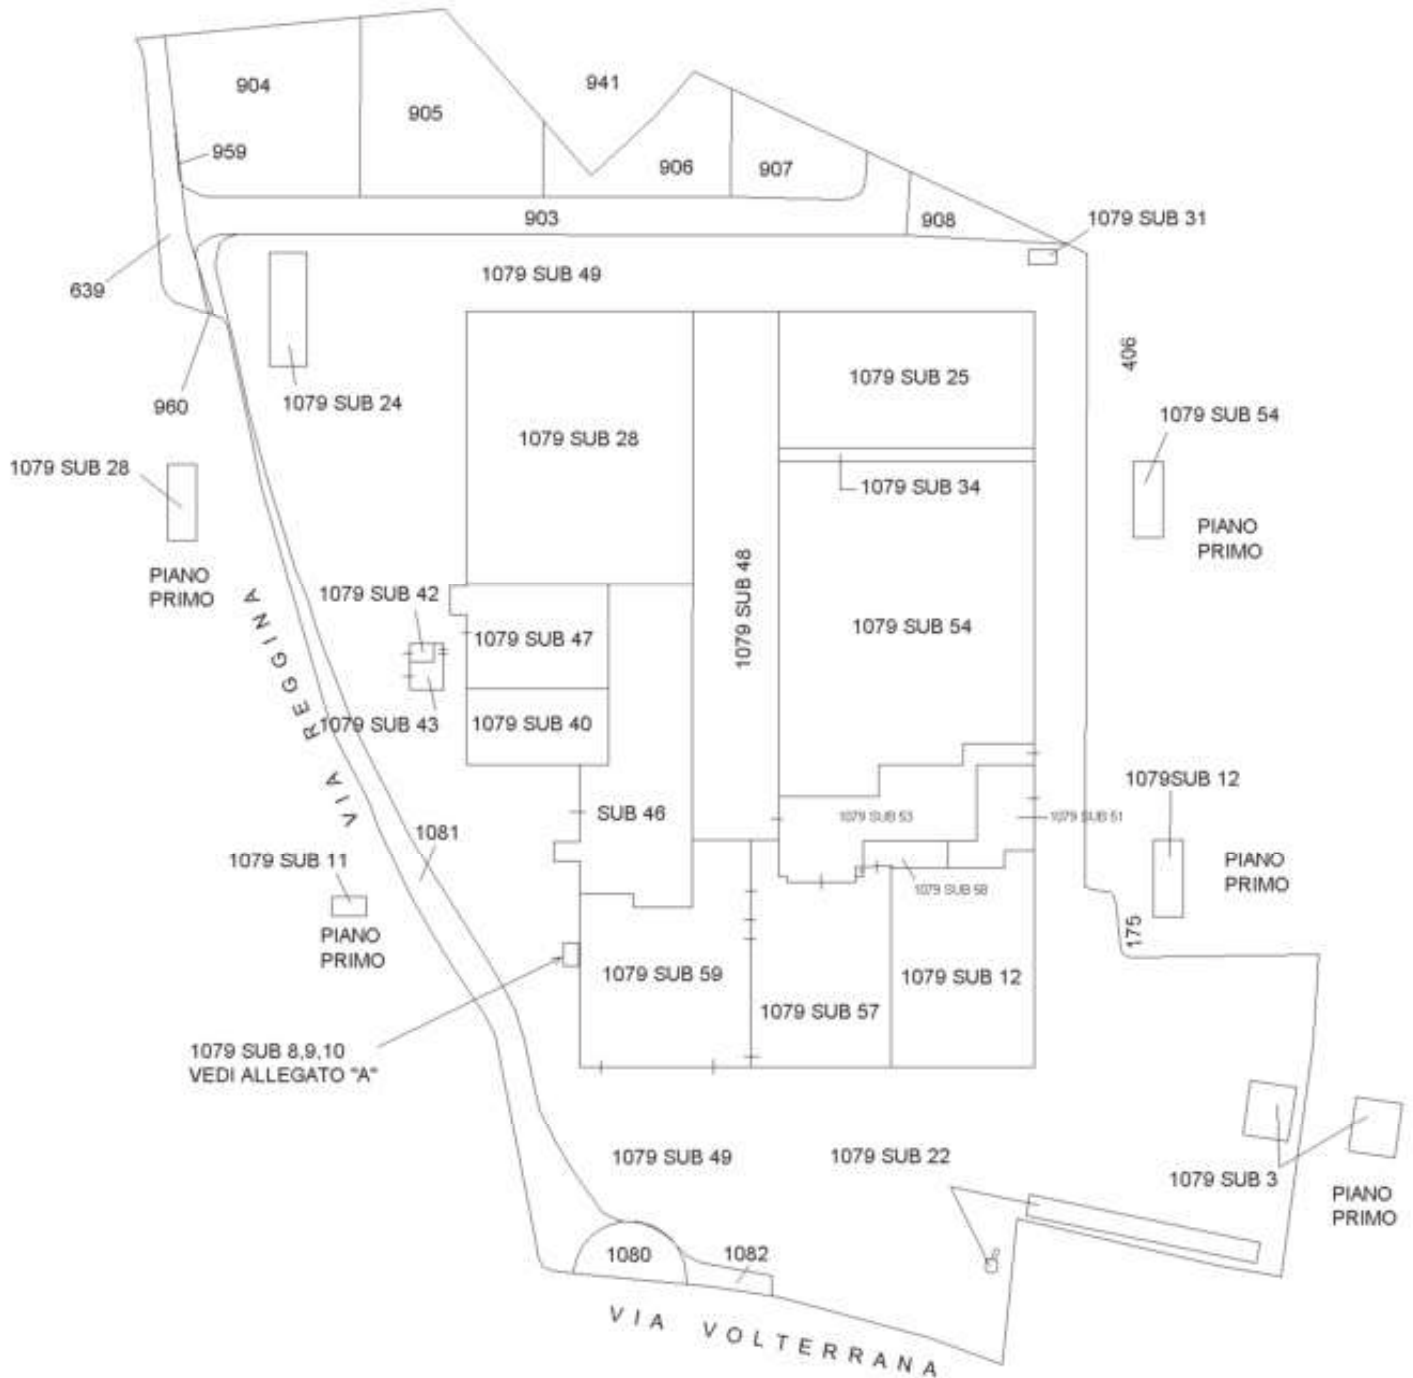 904
905
941
959
906
907
903
908
1079 SUB 31
1079 SUB 49
639
406
1079 SUB 25
960
1079 SUB 24
1079 SUB 54
1079 SUB 28
1079 SUB 28
1079 SUB 34
PIANO
PRIMO
PIANO
PRIMO
1079 SUB 42
1079 SUB 48
1079 SUB 47
1079 SUB 54
VIA REGGINA
1079 SUB 43
1079 SUB 40
1079SUB 12
SUB 46
1079 SUB 53
1079 SUB 51
1081
1079 SUB 11
PIANO
PRIMO
1079 SUB 58
175
PIANO
PRIMO
1079 SUB 59
1079 SUB 12
1079 SUB 57
1079 SUB 8,9,10
VEDI ALLEGATO "A"
1079 SUB 49
1079 SUB 22
1079 SUB 3
PIANO
PRIMO
1080
1082
VIA VOLTERRANA